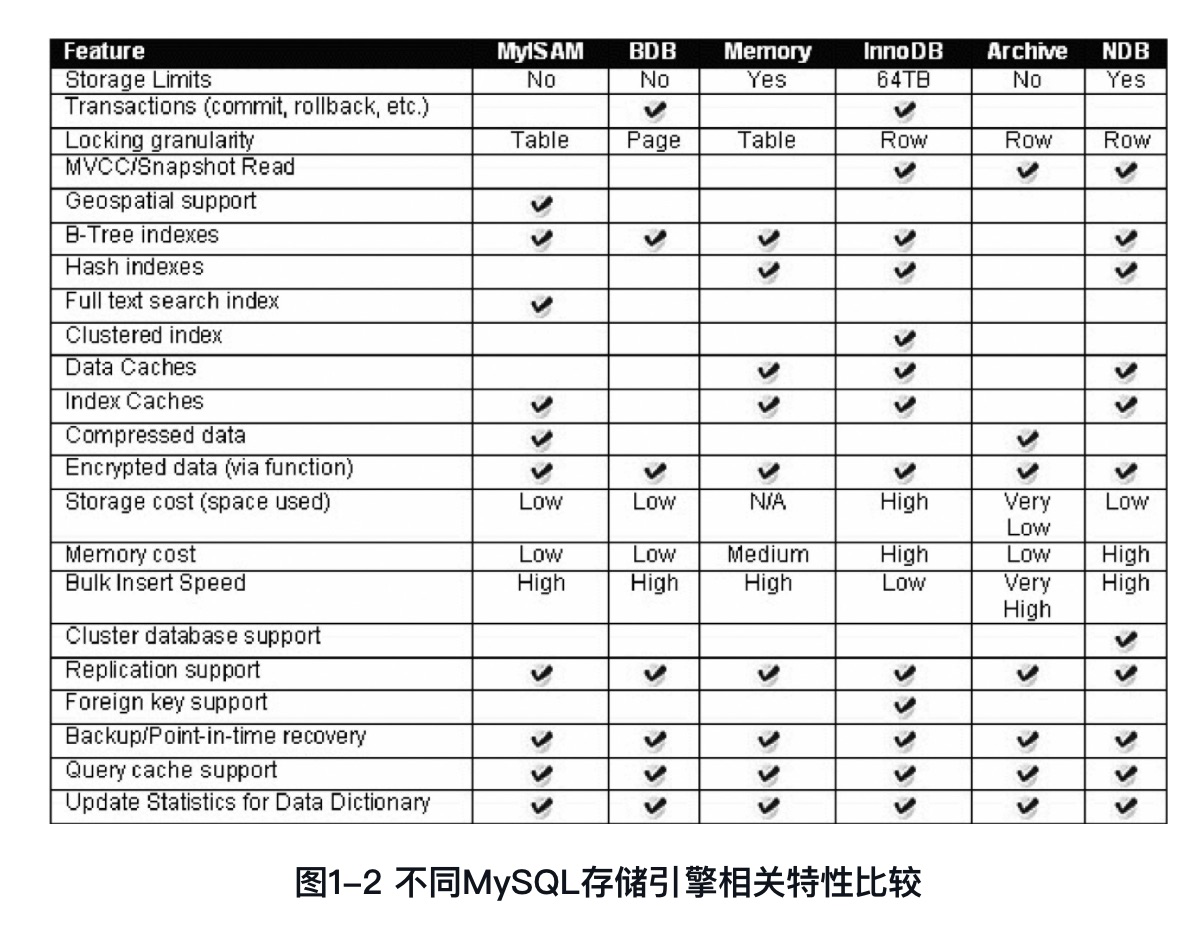 Feature MyISAM BDB Memory InnoDB Archive NDB
Storage Limits No No Yes 64TB No Yes
Transactions (commit, rollback, etc.) ✔ ✔
Locking granularity Table Page Table Row Row Row
MVCC/Snapshot Read ✔ ✔ ✔
Geospatial support ✔
B-Tree indexes ✔ ✔ ✔ ✔ ✔
Hash indexes ✔ ✔ ✔
Full text search index ✔
Clustered index ✔
Data Caches ✔ ✔ ✔
Index Caches ✔ ✔ ✔ ✔
Compressed data ✔ ✔
Encrypted data (via function) ✔ ✔ ✔ ✔ ✔ ✔
Storage cost (space used) Low Low N/A High Very Low
Low
Memory cost Low Low Medium High Low High
Bulk Insert Speed High High High Low Very High
High
Cluster database support ✔
Replication support ✔ ✔ ✔ ✔ ✔ ✔
Foreign key support ✔
Backup/Point-in-time recovery ✔ ✔ ✔ ✔ ✔ ✔
Query cache support ✔ ✔ ✔ ✔ ✔ ✔
Update Statistics for Data Dictionary ✔ ✔ ✔ ✔ ✔ ✔
图1-2 不同MySQL存储引擎相关特性比较